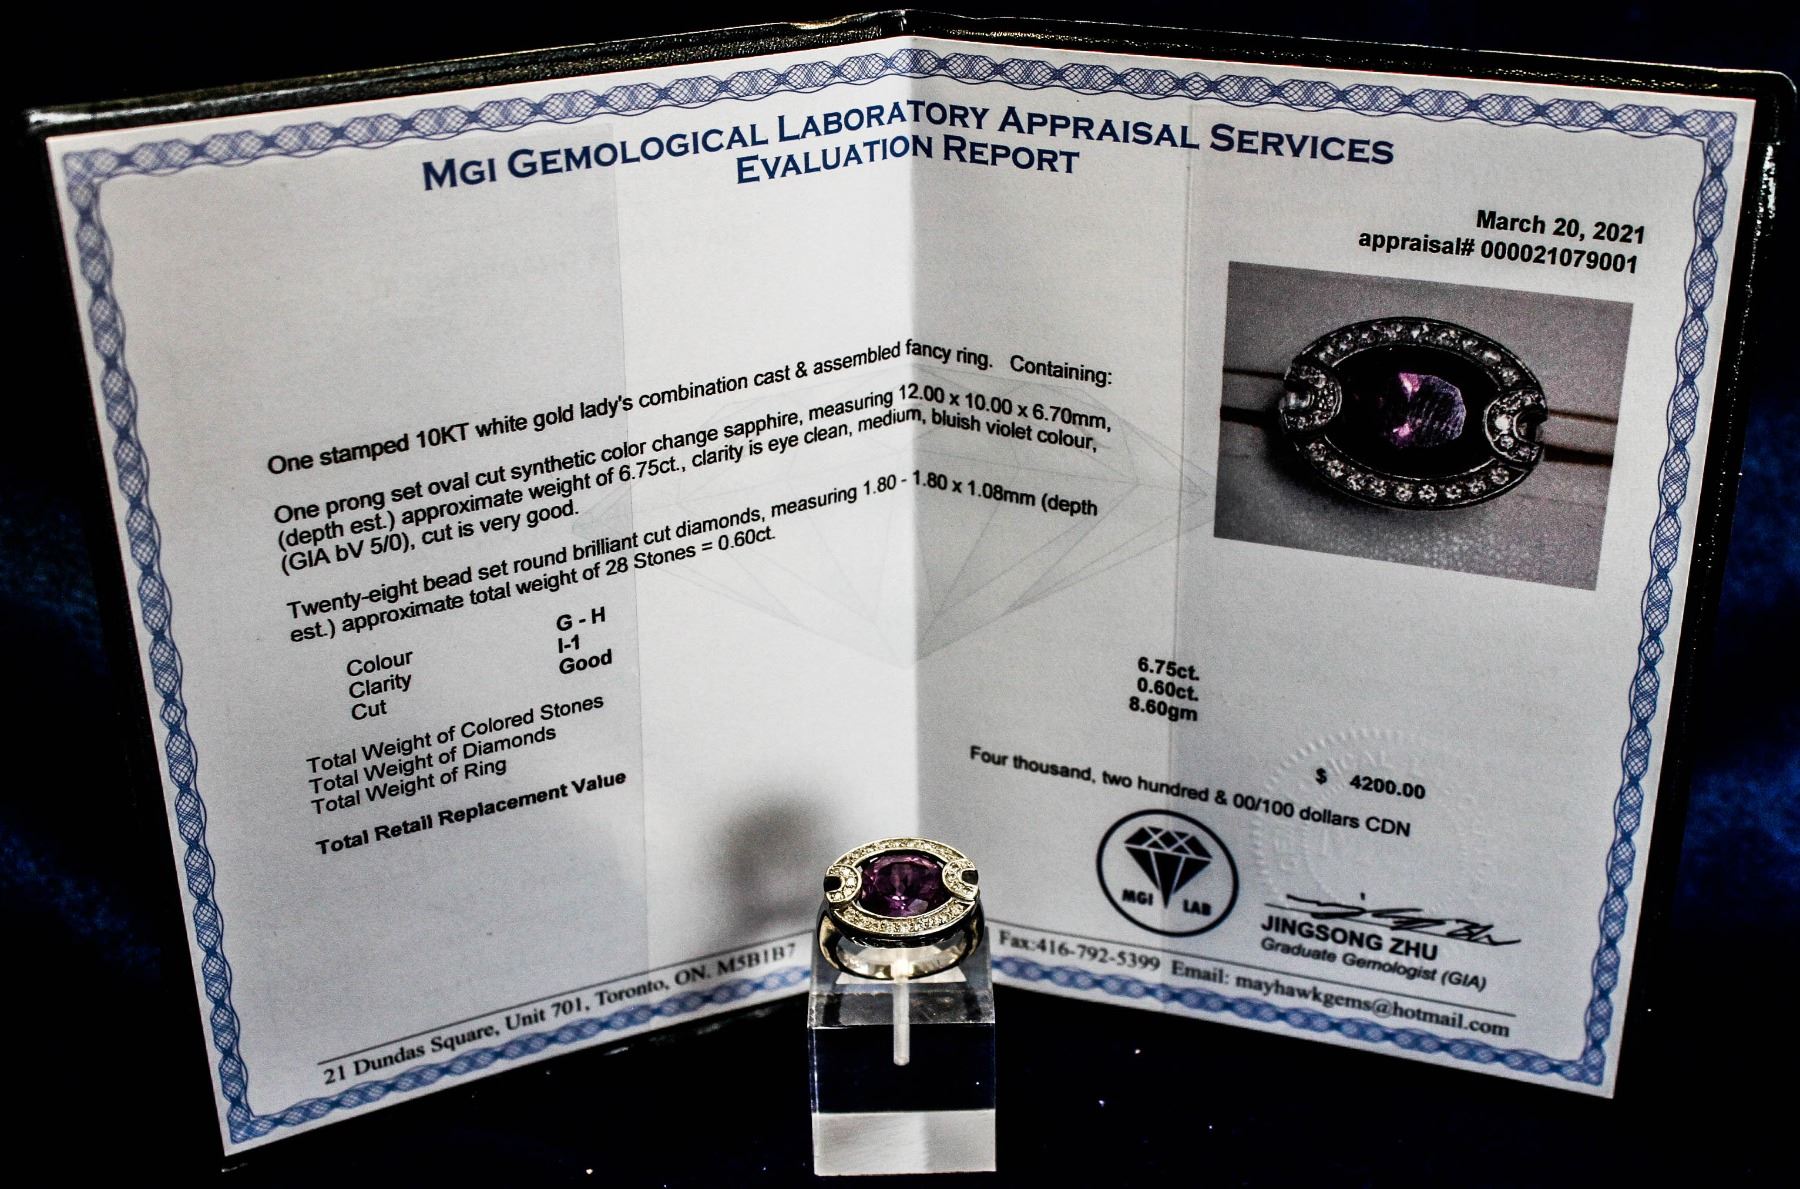 MGI GEMOLOGICAL LABORATORY APPRAISAL SERVICES
EVALUATION REPORT
March 20, 2021
appraisal# 000021079001
One stamped 10KT white gold lady's combination cast & assembled fancy ring. Containing:
One prong set oval cut synthetic color change sapphire, measuring 12.00 x 10.00 x 6.70mm,
(depth est.) approximate weight of 6.75ct., clarity is eye clean, medium, bluish violet colour,
(GIA bV 5/0), cut is very good.
Twenty-eight bead set round brilliant cut diamonds, measuring 1.80 - 1.80 x 1.08mm (depth
est.) approximate total weight of 28 Stones = 0.60ct.
Colour G - H
Clarity I-1
Cut Good
Total Weight of Colored Stones 6.75ct.
Total Weight of Diamonds 0.60ct.
Total Weight of Ring 8.60gm
Total Retail Replacement Value $ 4200.00
Four thousand, two hundred & 00/100 dollars CDN
MGI LAB
JINGSONG ZHU
Graduate Gemologist (GIA)
21 Dundas Square, Unit 701, Toronto, ON. M5B1B7 Fax:416-792-5399 Email: mayhawkgems@hotmail.com